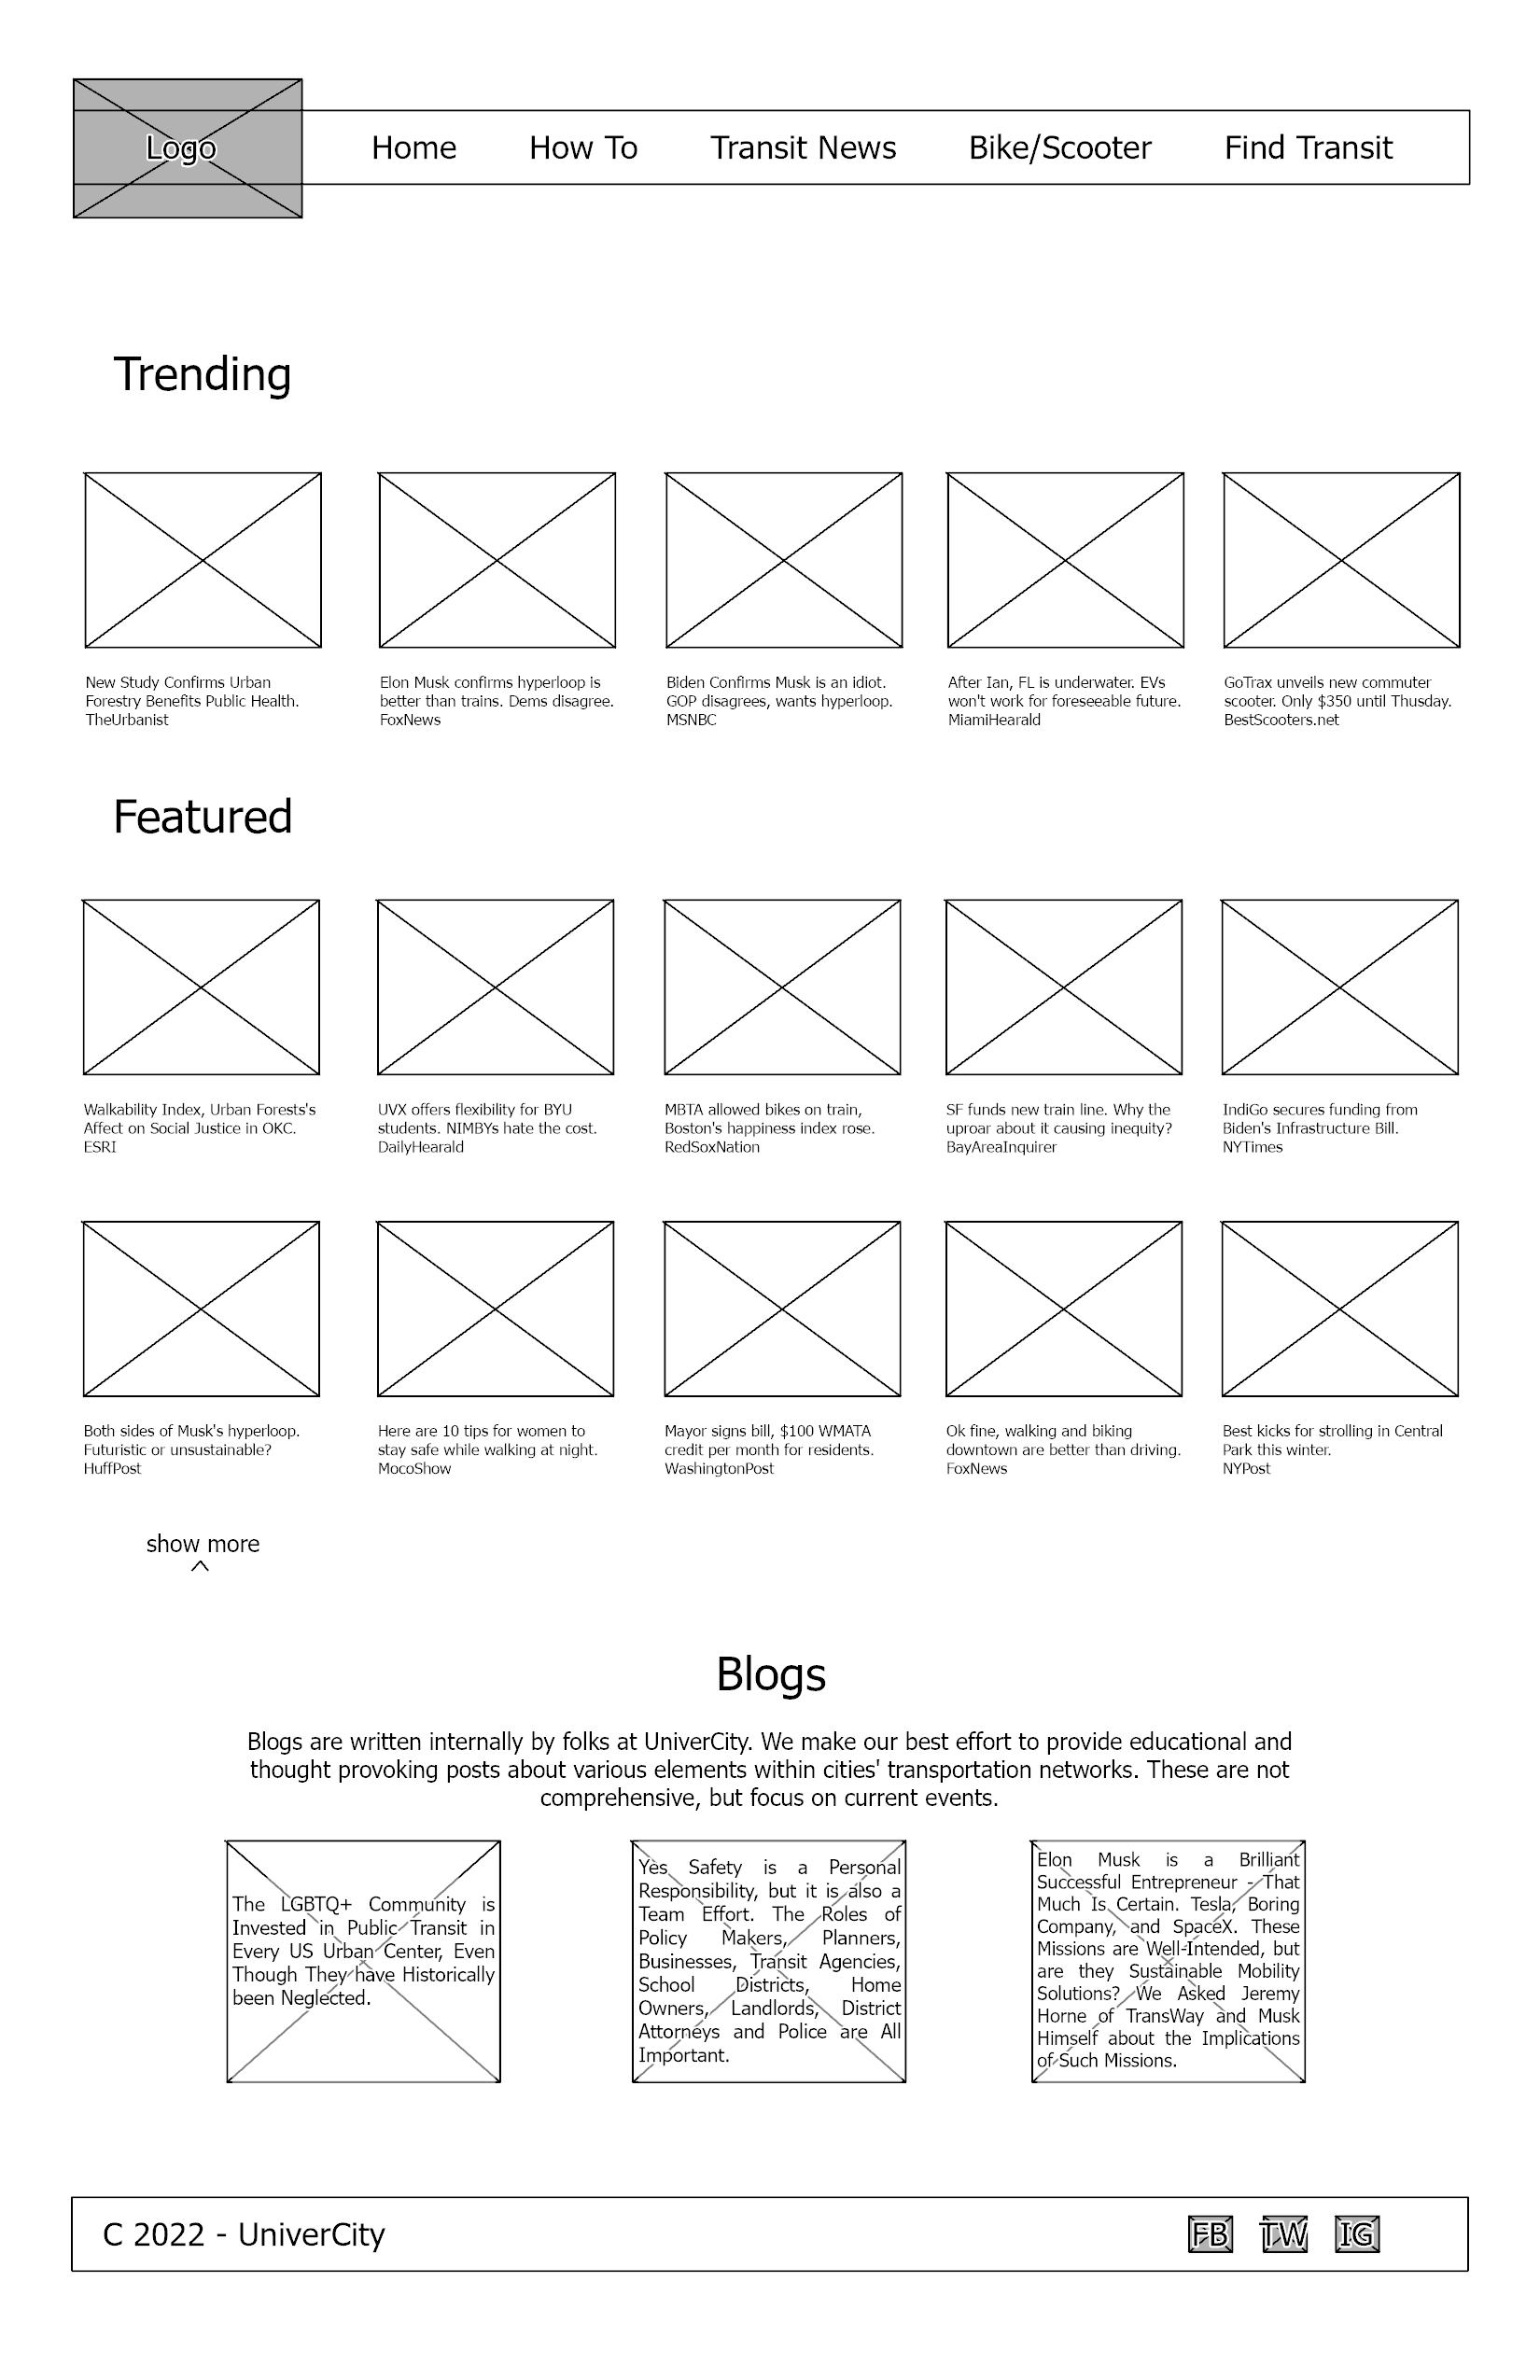 Logo
Home How To Transit News Bike/Scooter Find Transit
Trending
New Study Confirms Urban
Forestry Benefits Public Health.
TheUrbanist
Elon Musk confirms hyperloop is
better than trains. Dems disagree.
FoxNews
Biden Confirms Musk is an idiot.
GOP disagrees, wants hyperloop.
MSNBC
After Ian, FL is underwater. EVs
won't work for foreseeable future.
MiamiHearald
GoTrax unveils new commuter
scooter. Only $350 until Thusday.
BestScooters.net
Featured
Walkability Index, Urban Forests's
Affect on Social Justice in OKC.
ESRI
UVX offers flexibility for BYU
students. NIMBYs hate the cost.
DailyHearald
MBTA allowed bikes on train,
Boston's happiness index rose.
RedSoxNation
SF funds new train line. Why the
uproar about it causing inequity?
BayAreaInquirer
IndiGo secures funding from
Biden's Infrastructure Bill.
NYTimes
Both sides of Musk's hyperloop.
Futuristic or unsustainable?
HuffPost
Here are 10 tips for women to
stay safe while walking at night.
MocoShow
Mayor signs bill, $100 WMATA
credit per month for residents.
WashingtonPost
Ok fine, walking and biking
downtown are better than driving.
FoxNews
Best kicks for strolling in Central
Park this winter.
NYPost
show more
Blogs
Blogs are written internally by folks at UniverCity. We make our best effort to provide educational and
thought provoking posts about various elements within cities' transportation networks. These are not
comprehensive, but focus on current events.
The LGBTQ+ Community is
Invested in Public Transit in
Every US Urban Center, Even
Though They have Historically
been Neglected.
Yes Safety is a Personal
Responsibility, but it is also a
Team Effort. The Roles of
Policy Makers, Planners,
Businesses, Transit Agencies,
School Districts, Home
Owners, Landlords, District
Attorneys and Police are All
Important.
Elon Musk is a Brilliant
Successful Entrepreneur - That
Much Is Certain. Tesla, Boring
Company, and SpaceX. These
Missions are Well-Intended, but
are they Sustainable Mobility
Solutions? We Asked Jeremy
Horne of TransWay and Musk
Himself about the Implications
of Such Missions.
C 2022 - UniverCity
FB TW IG